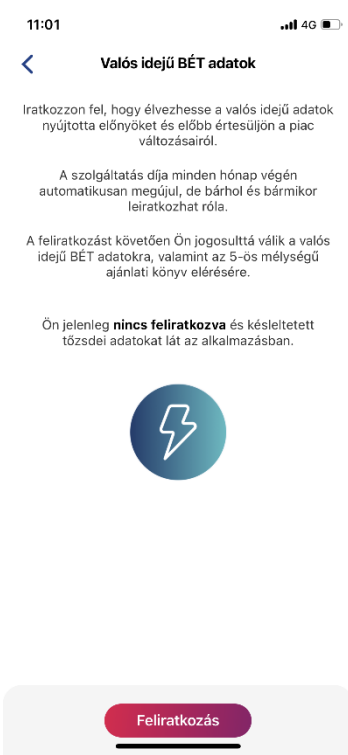 11:01
4G
Valós idejű BÉT adatok
Iratkozzon fel, hogy élvezhesse a valós idejű adatok
nyújtotta előnyöket és előbb értesüljön a piac
változásairól.
A szolgáltatás díja minden hónap végén
automatikusan megújul, de bárhol és bármikor
leiratkozhat róla.
A feliratkozást követően Ön jogosulttá válik a valós
idejű BÉT adatokra, valamint az 5-ös mélységű
ajánlati könyv elérésére.
Ön jelenleg nincs feliratkozva és késleltetett
tőzsdei adatokat lát az alkalmazásban.
Feliratkozás